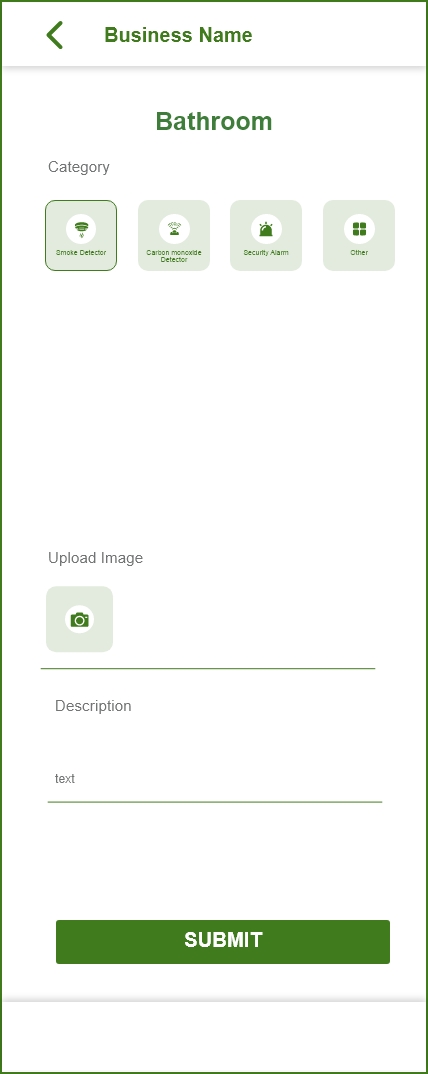 Business Name
Bathroom
Category
Smoke Detector
Carbon monoxide
Detector
Security Alarm
Other
Upload Image
Description
text
SUBMIT